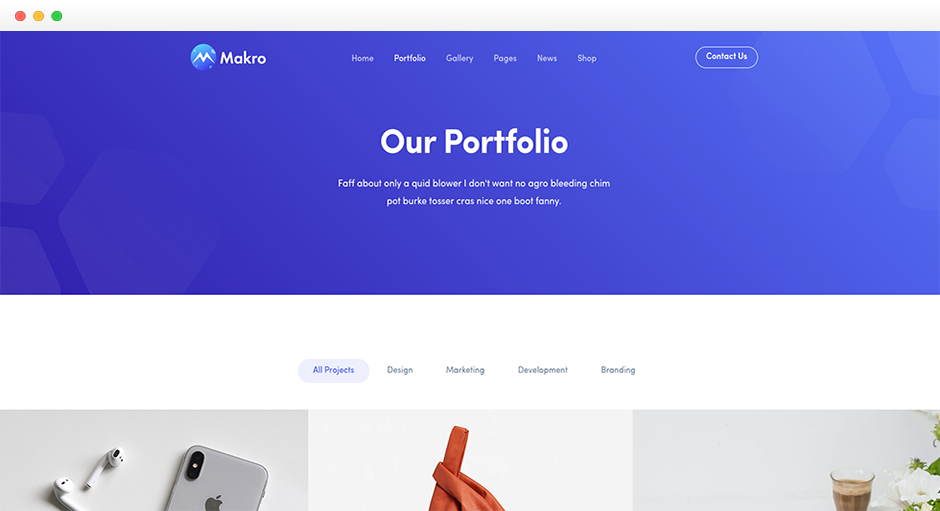 Makro
Home Portfolio Gallery Pages News Shop
Contact Us
Our Portfolio
Faff about only a quid blower I don't want no agro bleeding chim
pot burke tosser cras nice one boot fanny.
All Projects Design Marketing Development Branding